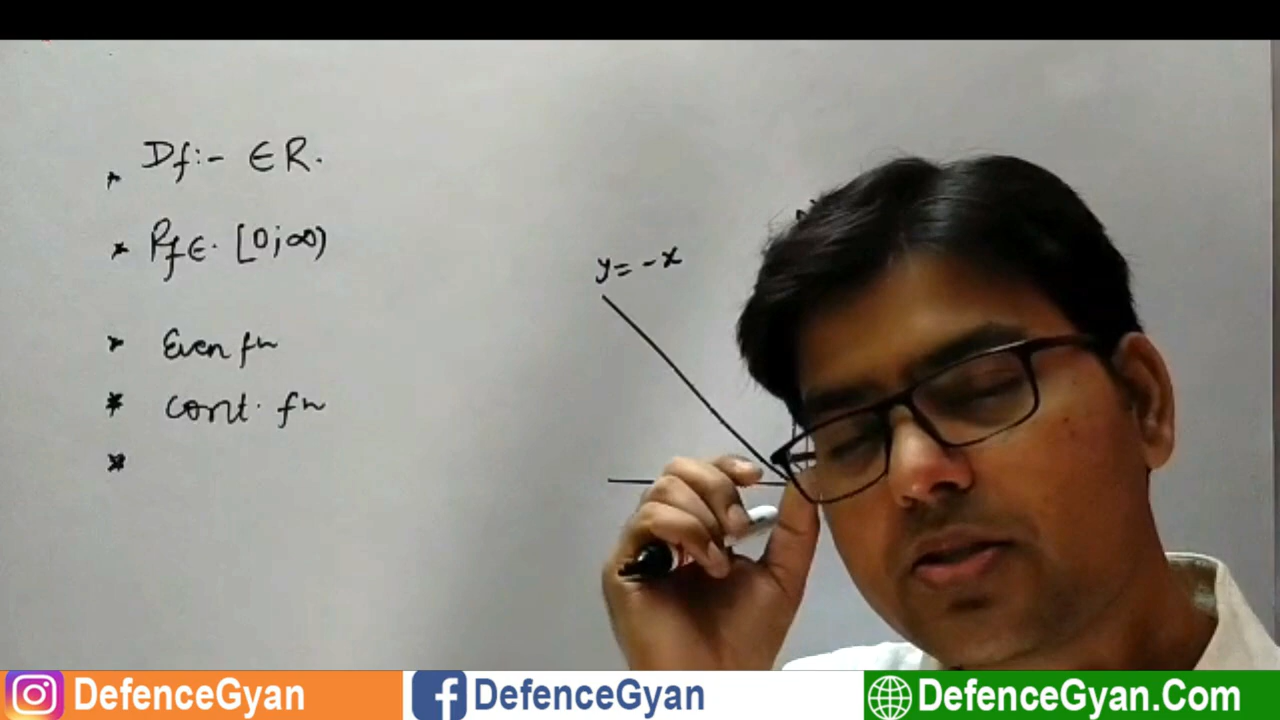 Df:- ∈ R.
Rf ∈. [0; ∞)
Even fn
Cont. fn
y = -x
DefenceGyan
DefenceGyan
DefenceGyan.Com